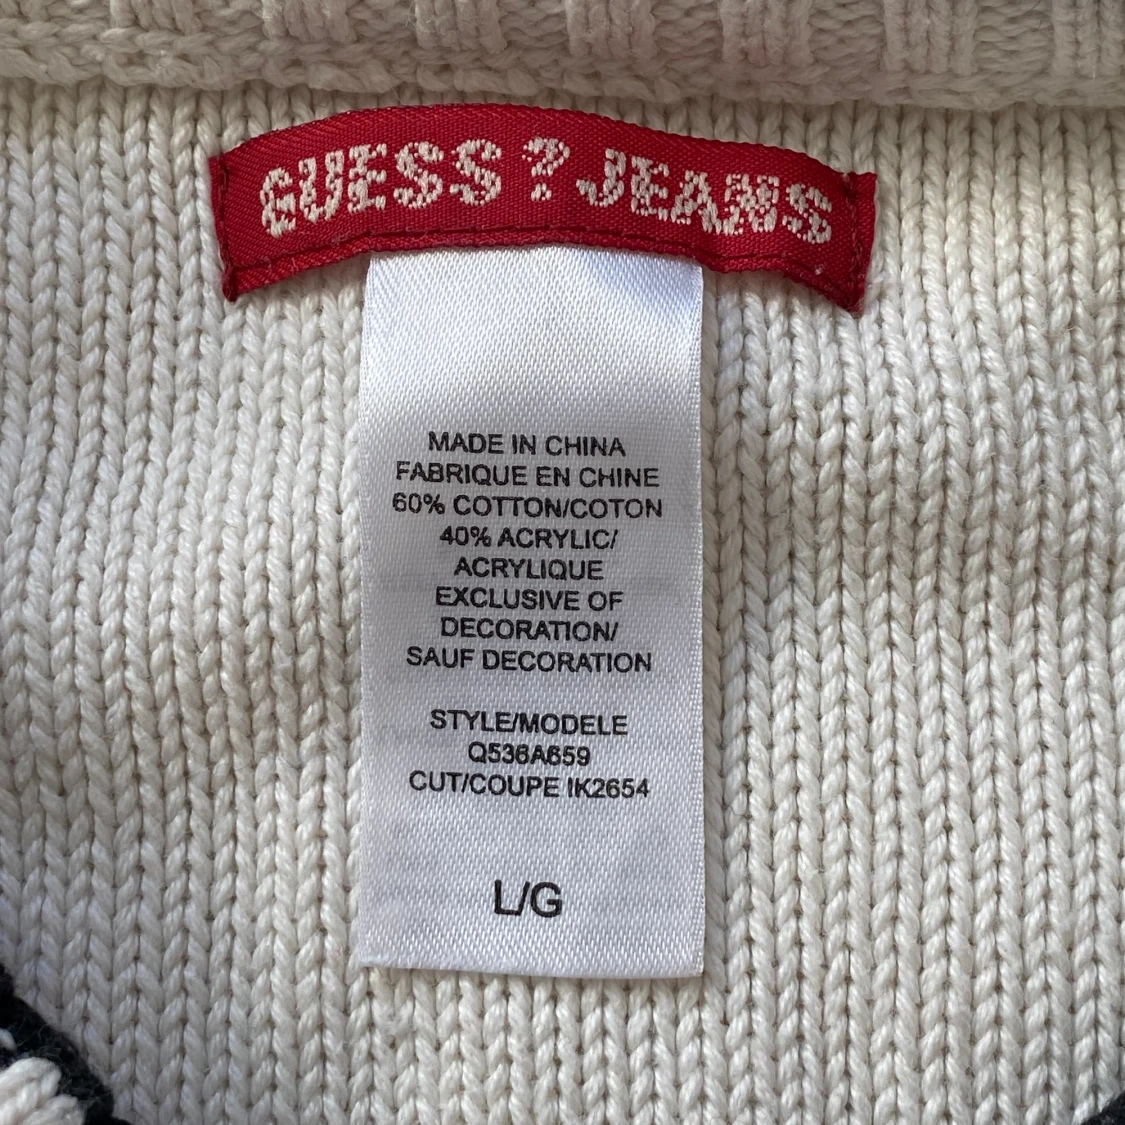 GUESS ? JEANS
MADE IN CHINA
FABRIQUE EN CHINE
60% COTTON/COTON
40% ACRYLIC/
ACRYLIQUE
EXCLUSIVE OF
DECORATION/
SAUF DECORATION
STYLE/MODELE
Q536A659
CUT/COUPE IK2654
L/G